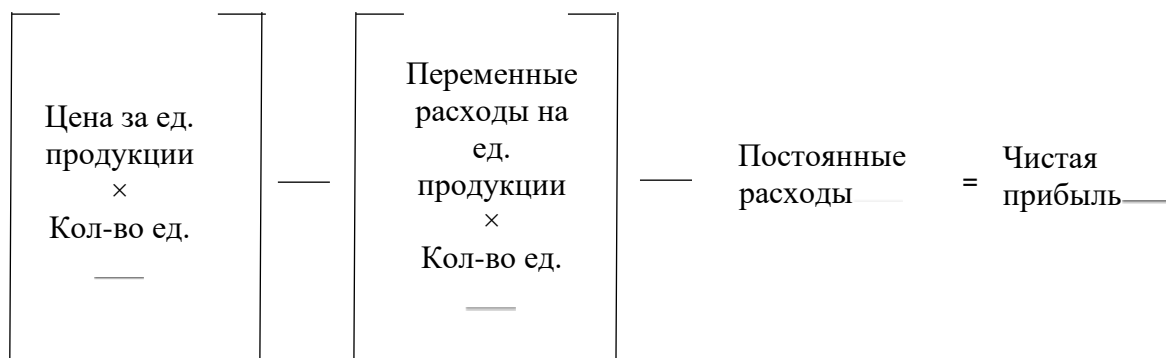 Цена за ед.
продукции
×
Кол-во ед.
Переменные
расходы на
ед.
продукции
×
Кол-во ед.
Постоянные
расходы
=
Чистая
прибыль